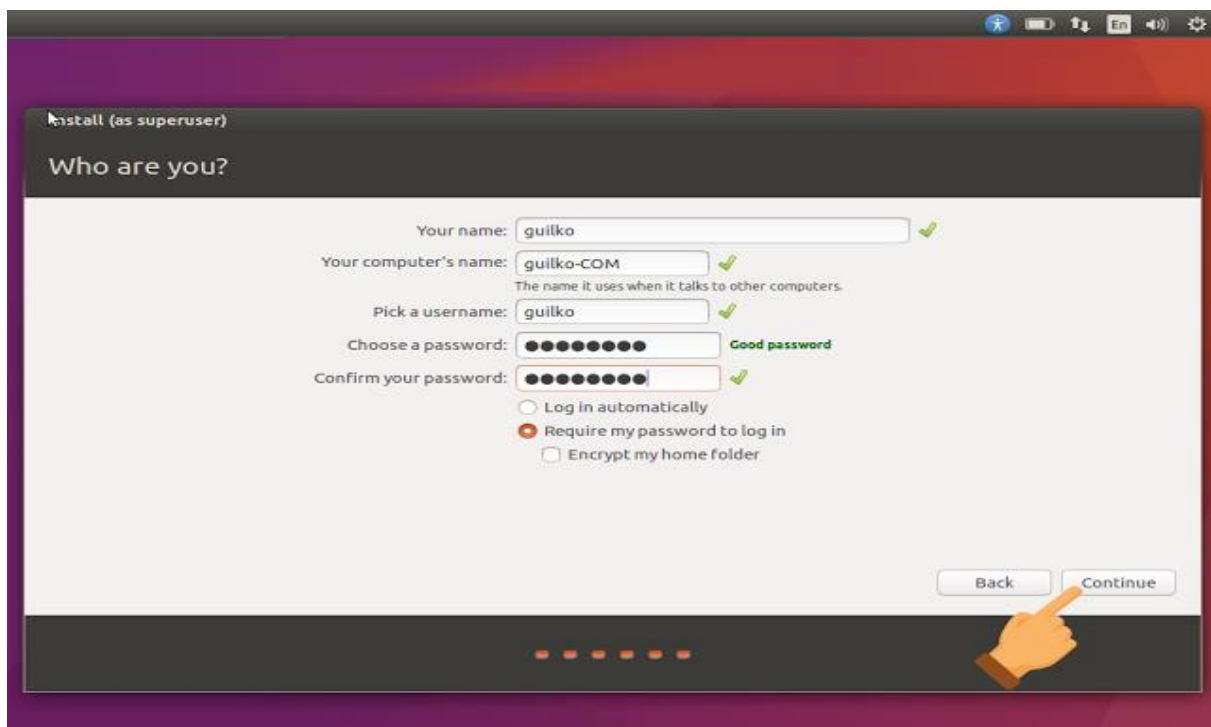 En
Install (as superuser)
Who are you?
Your name: guilko
Your computer's name: guilko-COM
The name it uses when it talks to other computers.
Pick a username: guilko
Choose a password: ●●●●●●●● Good password
Confirm your password: ●●●●●●●●
Log in automatically
Require my password to log in
Encrypt my home folder
Back Continue